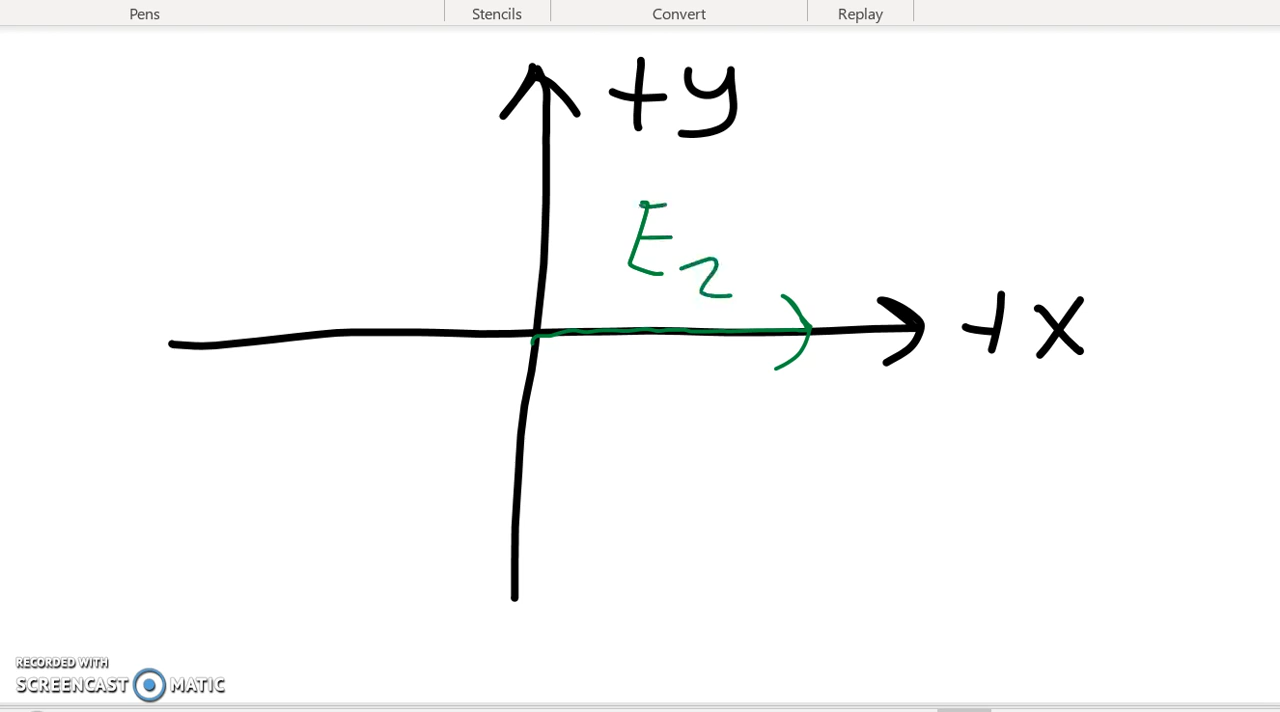 Pens Stencils Convert Replay
+y
E2
+x
RECORDED WITH
SCREENCAST MATIC